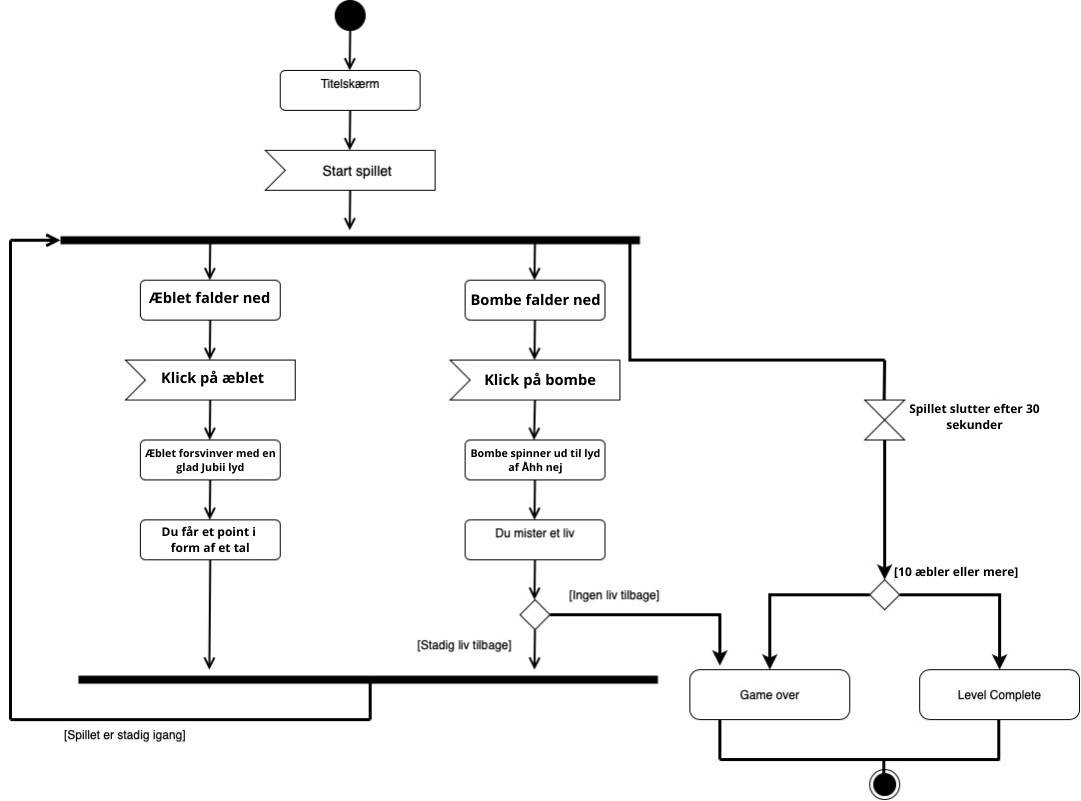 Titelskærm
Start spillet
Æblet falder ned
Bombe falder ned
Klick på æblet
Klick på bombe
Spillet slutter efter 30
sekunder
Æblet forsvinver med en
glad Jubii lyd
Bombe spinner ud til lyd
af Åhh nej
Du får et point i
form af et tal
Du mister et liv
[10 æbler eller mere]
[Ingen liv tilbage]
[Stadig liv tilbage]
Game over
Level Complete
[Spillet er stadig igang]